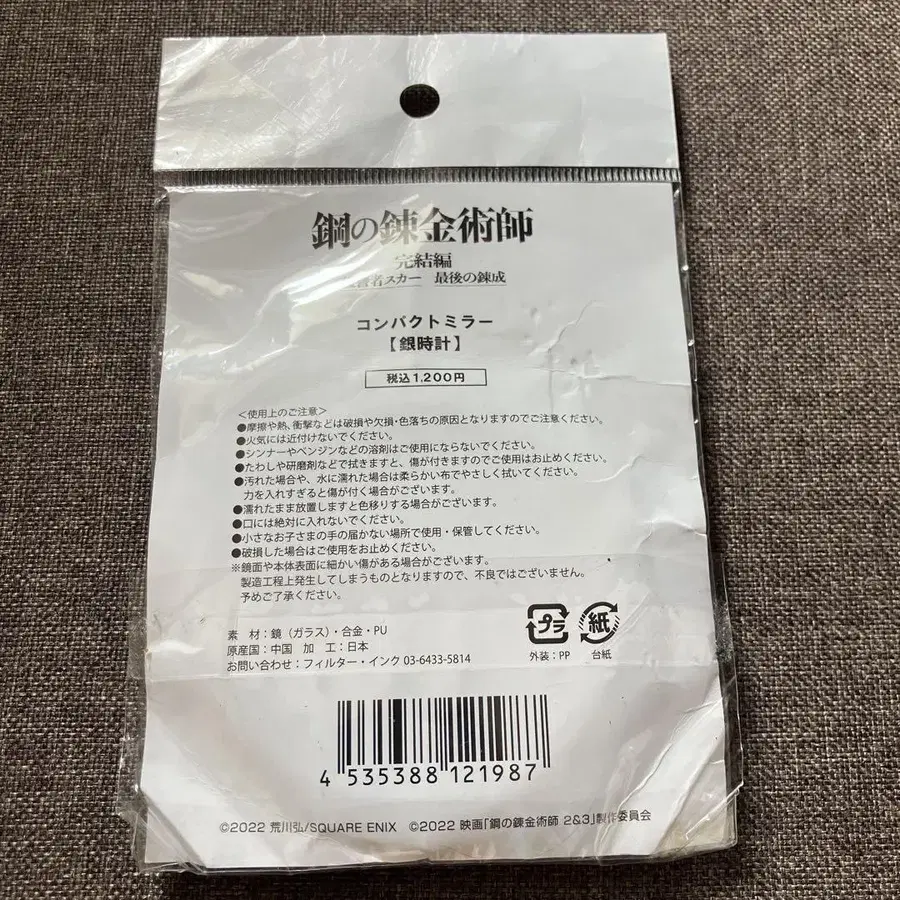 鋼の錬金術師
完結編
者スカー 最後の錬成
コンパクトミラー
【銀時計】
税込1,200円
<使用上のご注意>
●摩擦や熱、衝撃などは破損や欠損・色落ちの原因となりますのでご注意ください。
●火気には近付けないでください。
●シンナーやベンジンなどの溶剤はご使用にならないでください。
●たわしや研磨剤などで拭きますと、傷が付きますのでご使用はお止めください。
●汚れた場合や、水に濡れた場合は柔らかい布でやさしく拭いてください。
力を入れすぎると傷が付く場合がございます。
●濡れたまま放置しますと色移りする場合がございます。
●口には絶対に入れないでください。
●小さなお子さまの手の届かない場所で使用・保管してください。
●破損した場合はご使用をお止めください。
※鏡面や本体表面に細かい傷がある場合がございます。
製造工程上発生してしまうものとなりますので、不良ではございません。
予めご了承ください。
素 材:鏡(ガラス)・合金・PU
原産国:中国 加 工:日本
お問い合わせ:フィルター・インク 03-6433-5814
プラ 紙
外装:PP 台紙
4 535388 121987
©2022 荒川弘/SQUARE ENIX ©2022 映画「鋼の錬金術師 2&3」製作委員会